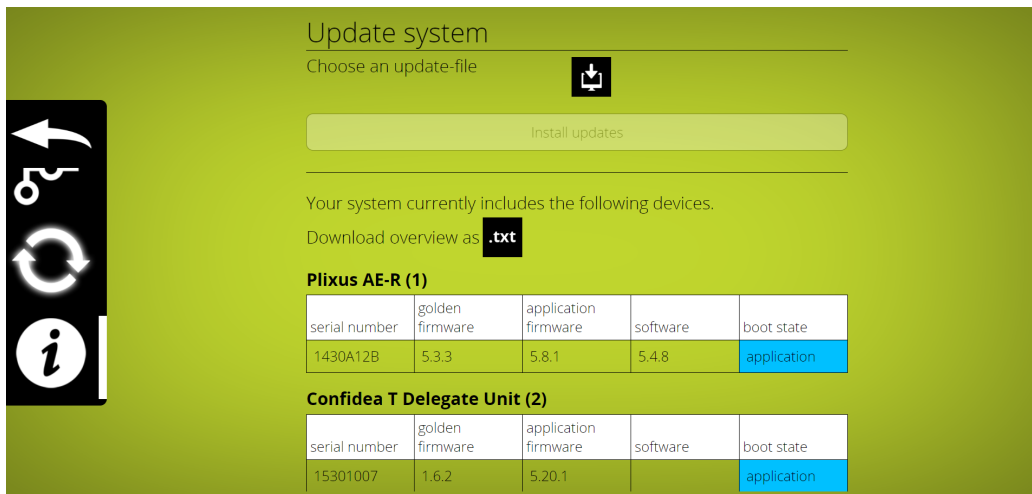 Update system
Choose an update-file
Install updates
Your system currently includes the following devices.
Download overview as .txt
Plixus AE-R (1)
serial number golden firmware application firmware software boot state
1430A12B 5.3.3 5.8.1 5.4.8 application
Confidea T Delegate Unit (2)
serial number golden firmware application firmware software boot state
15301007 1.6.2 5.20.1 application